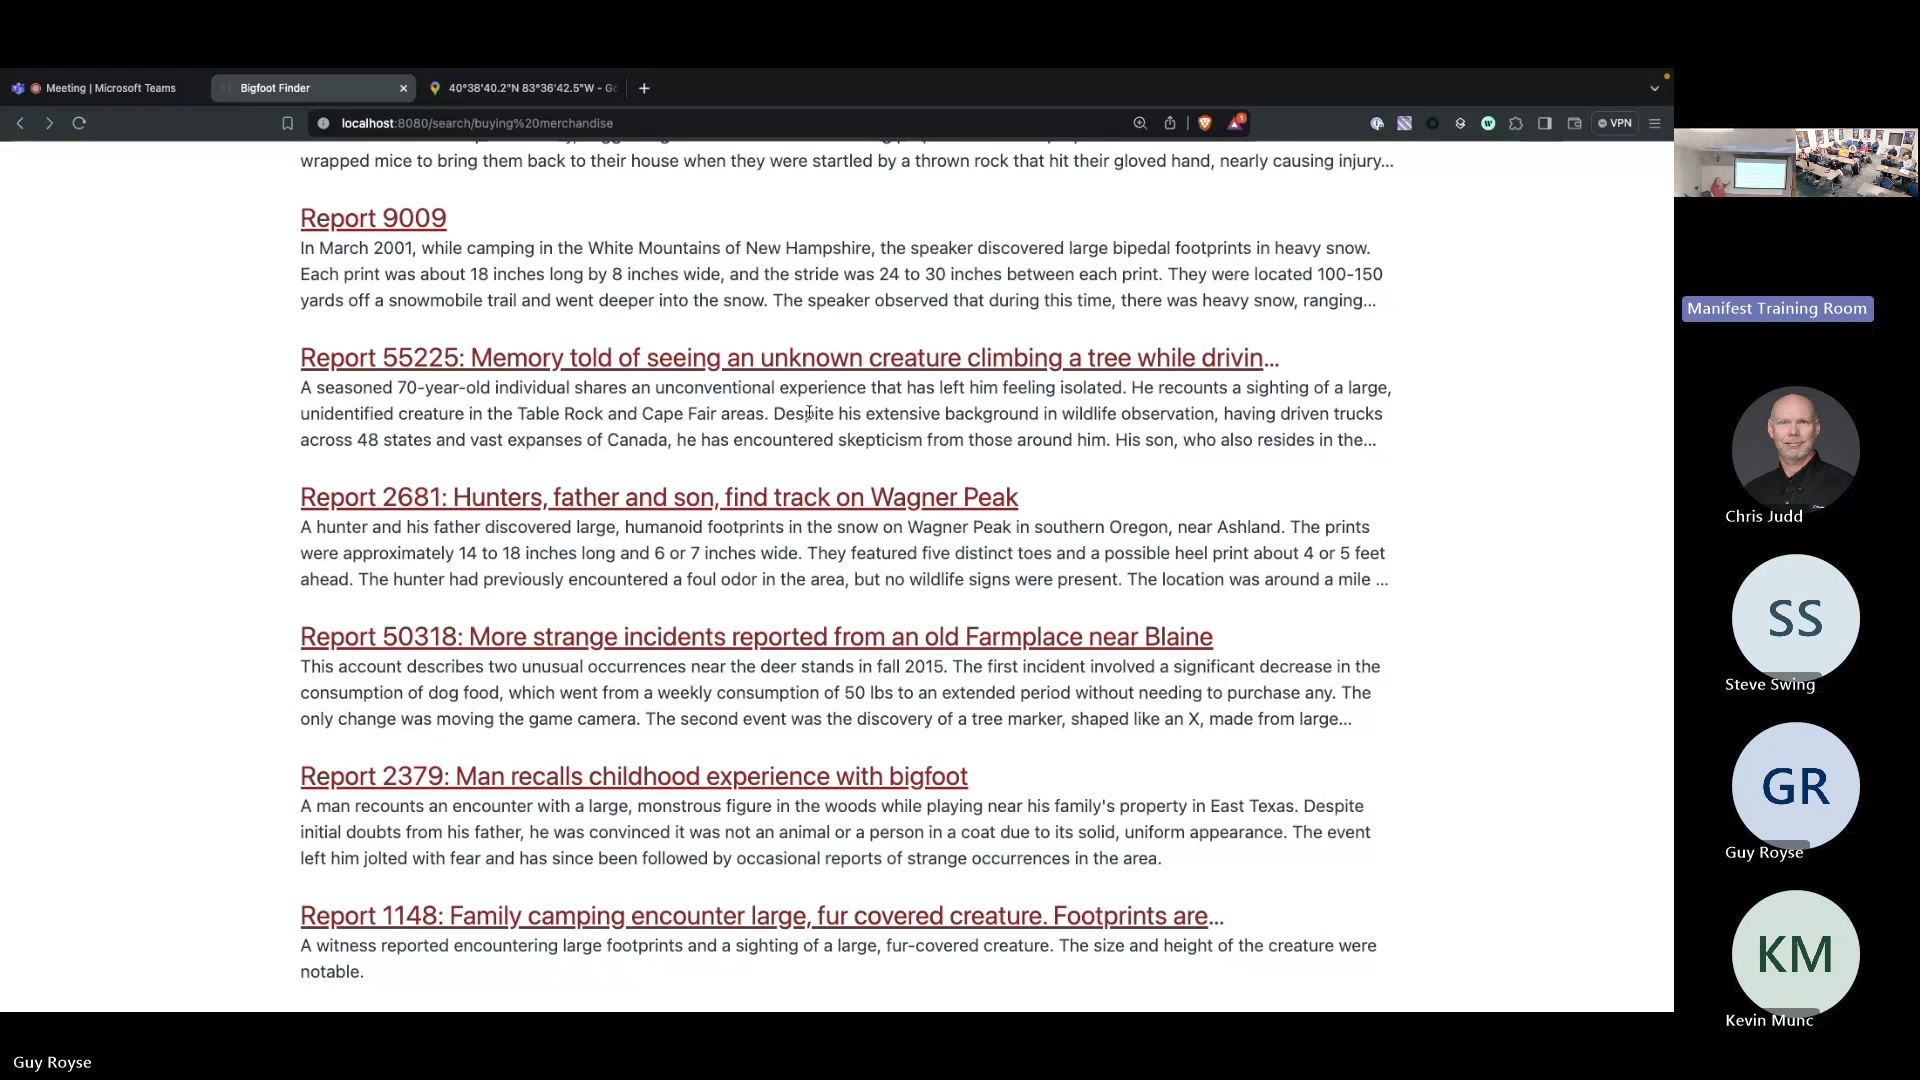 Meeting | Microsoft Teams
Bigfoot Finder
40°38'40.2"N 83°36'42.5"W - Go
localhost:8080/search/buying%20merchandise
VPN
wrapped mice to bring them back to their house when they were startled by a thrown rock that hit their gloved hand, nearly causing injury...
Report 9009
In March 2001, while camping in the White Mountains of New Hampshire, the speaker discovered large bipedal footprints in heavy snow.
Each print was about 18 inches long by 8 inches wide, and the stride was 24 to 30 inches between each print. They were located 100-150
yards off a snowmobile trail and went deeper into the snow. The speaker observed that during this time, there was heavy snow, ranging...
Report 55225: Memory told of seeing an unknown creature climbing a tree while drivin...
A seasoned 70-year-old individual shares an unconventional experience that has left him feeling isolated. He recounts a sighting of a large,
unidentified creature in the Table Rock and Cape Fair areas. Despite his extensive background in wildlife observation, having driven trucks
across 48 states and vast expanses of Canada, he has encountered skepticism from those around him. His son, who also resides in the...
Report 2681: Hunters, father and son, find track on Wagner Peak
A hunter and his father discovered large, humanoid footprints in the snow on Wagner Peak in southern Oregon, near Ashland. The prints
were approximately 14 to 18 inches long and 6 or 7 inches wide. They featured five distinct toes and a possible heel print about 4 or 5 feet
ahead. The hunter had previously encountered a foul odor in the area, but no wildlife signs were present. The location was around a mile ...
Report 50318: More strange incidents reported from an old Farmplace near Blaine
This account describes two unusual occurrences near the deer stands in fall 2015. The first incident involved a significant decrease in the
consumption of dog food, which went from a weekly consumption of 50 lbs to an extended period without needing to purchase any. The
only change was moving the game camera. The second event was the discovery of a tree marker, shaped like an X, made from large...
Report 2379: Man recalls childhood experience with bigfoot
A man recounts an encounter with a large, monstrous figure in the woods while playing near his family's property in East Texas. Despite
initial doubts from his father, he was convinced it was not an animal or a person in a coat due to its solid, uniform appearance. The event
left him jolted with fear and has since been followed by occasional reports of strange occurrences in the area.
Report 1148: Family camping encounter large, fur covered creature. Footprints are...
A witness reported encountering large footprints and a sighting of a large, fur-covered creature. The size and height of the creature were
notable.
Manifest Training Room
Chris Judd
SS
Steve Swing
GR
Guy Royse
KM
Kevin Munc
Guy Royse